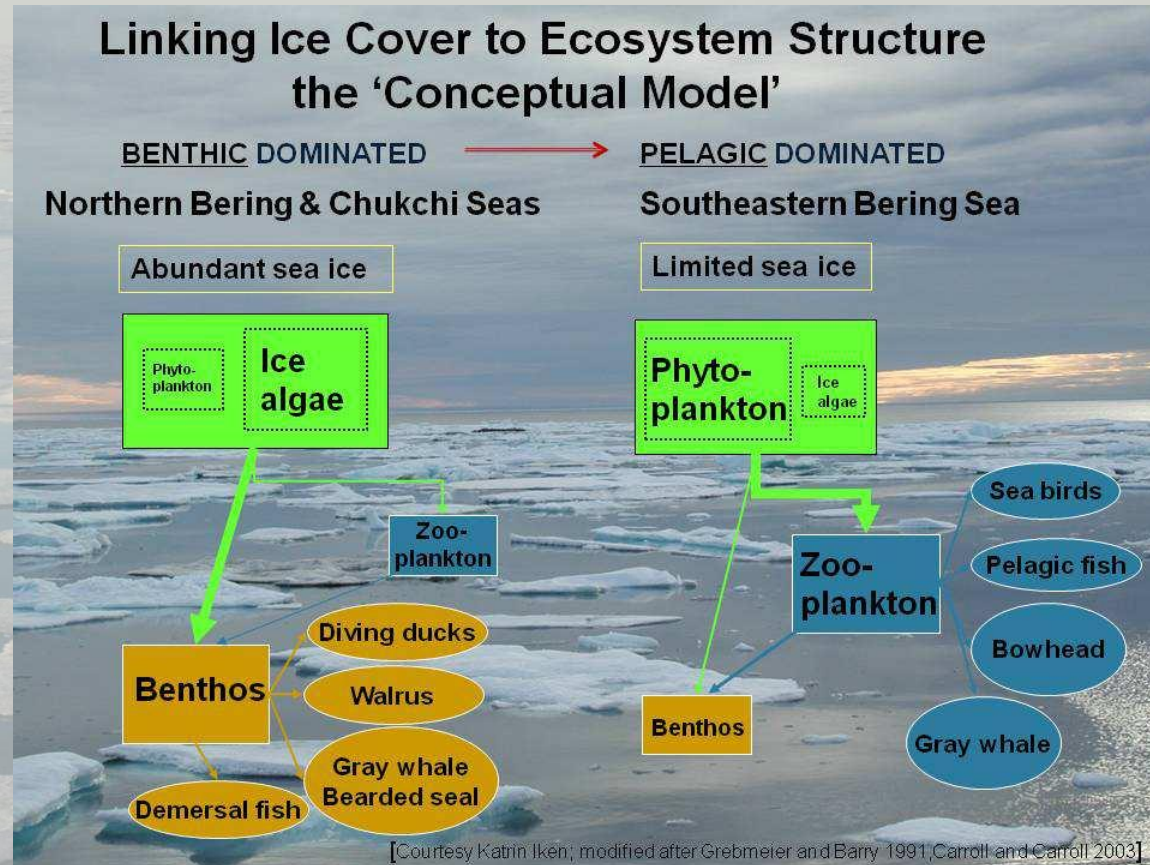 Linking Ice Cover to Ecosystem Structure
the ‘Conceptual Model’
BENTHIC DOMINATED
Northern Bering & Chukchi Seas
Abundant sea ice
Phyto-
plankton
Ice
algae
Zoo-
plankton
Benthos
Diving ducks
Walrus
Gray whale
Bearded seal
Demersal fish
PELAGIC DOMINATED
Southeastern Bering Sea
Limited sea ice
Phyto-
plankton
Ice
algae
Zoo-
plankton
Benthos
Sea birds
Pelagic fish
Bowhead
Gray whale
[Courtesy Katrin Iken; modified after Grebmeier and Barry 1991,Carroll and Carroll 2003]